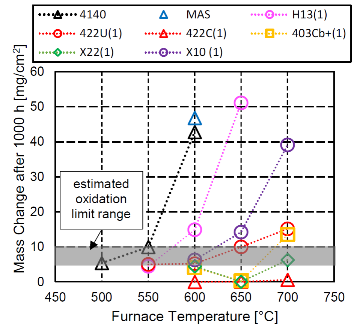 4140 MAS H13(1)
422U(1) 422C(1) 403Cb+(1)
X22(1) X10 (1)
60
50
40
30
20
10
0
Mass Change after 1000 h [mg/cm²]
estimated
oxidation
limit range
450 500 550 600 650 700 750
Furnace Temperature [°C]